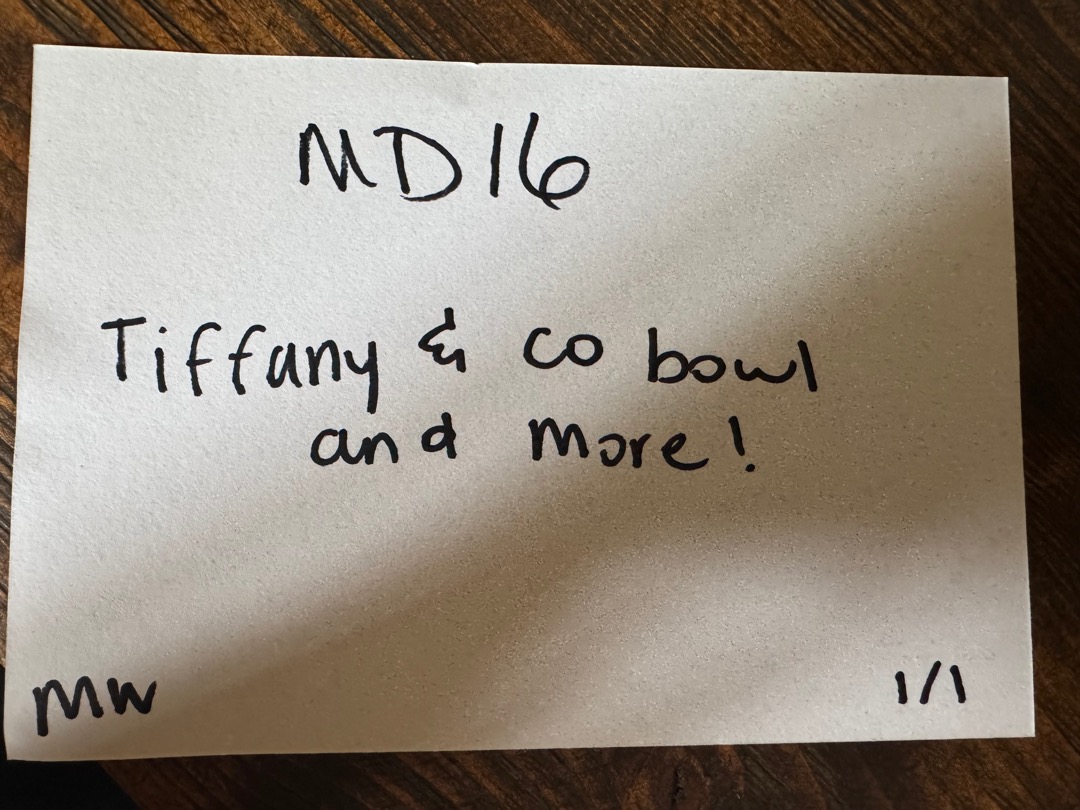 MD16
Tiffany & co bowl
and more!
MW
1/1